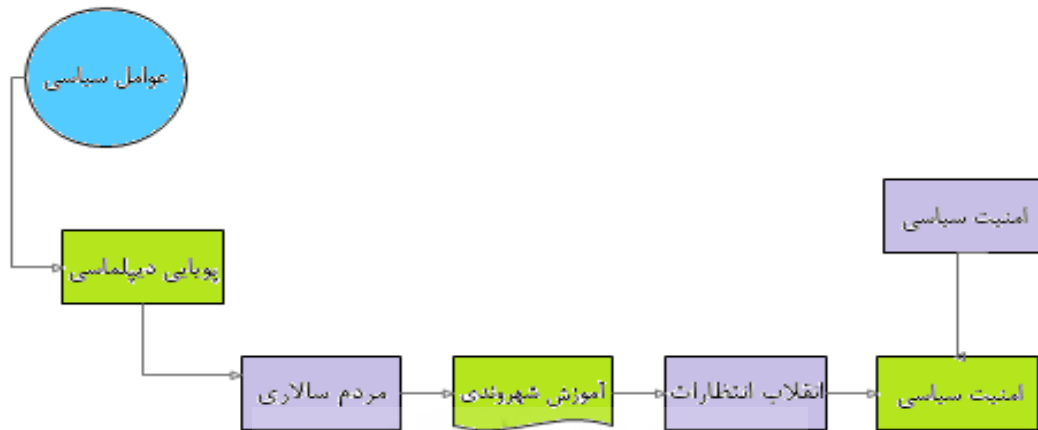 عوامل سیاسی
امنیت سیاسی
پویایی دیپلماسی
مردم سالاری
آموزش شهروندی
انقلاب انتظارات
امنیت سیاسی